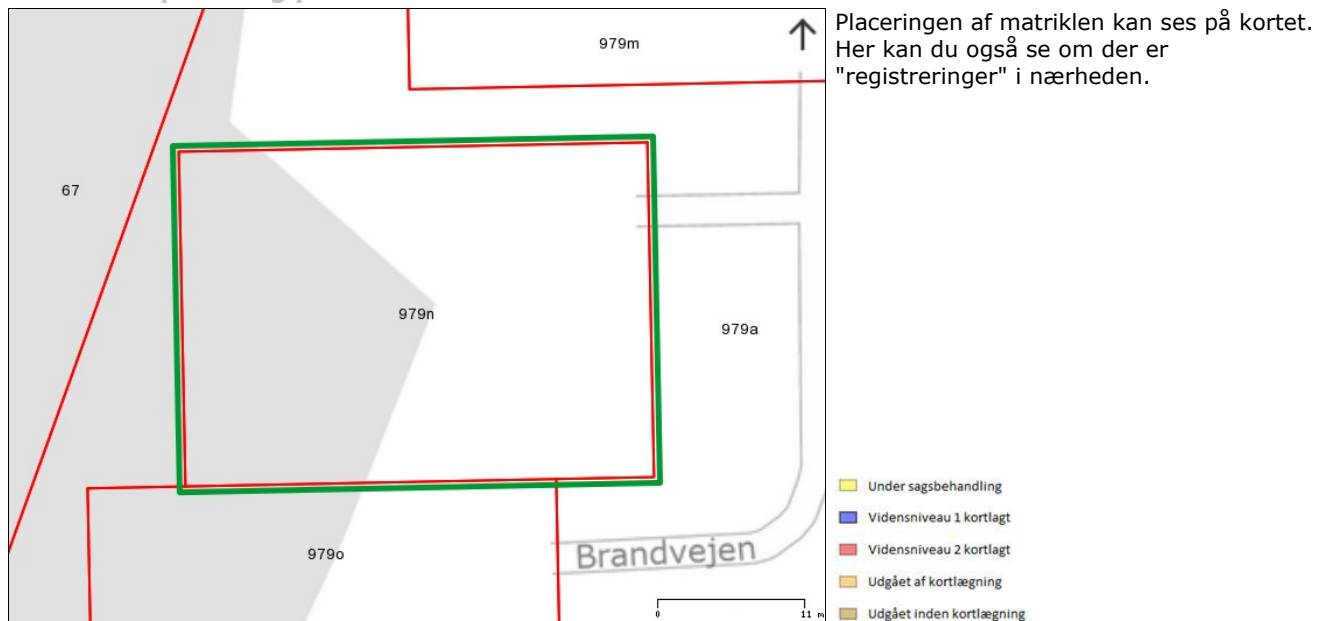 Placeringen af matriklen kan ses på kortet.
Her kan du også se om der er
"registreringer" i nærheden.
979m
67
979n
979a
979o
Brandvejen
0 11 m
Under sagsbehandling
Vidensniveau 1 kortlagt
Vidensniveau 2 kortlagt
Udgået af kortlægning
Udgået inden kortlægning